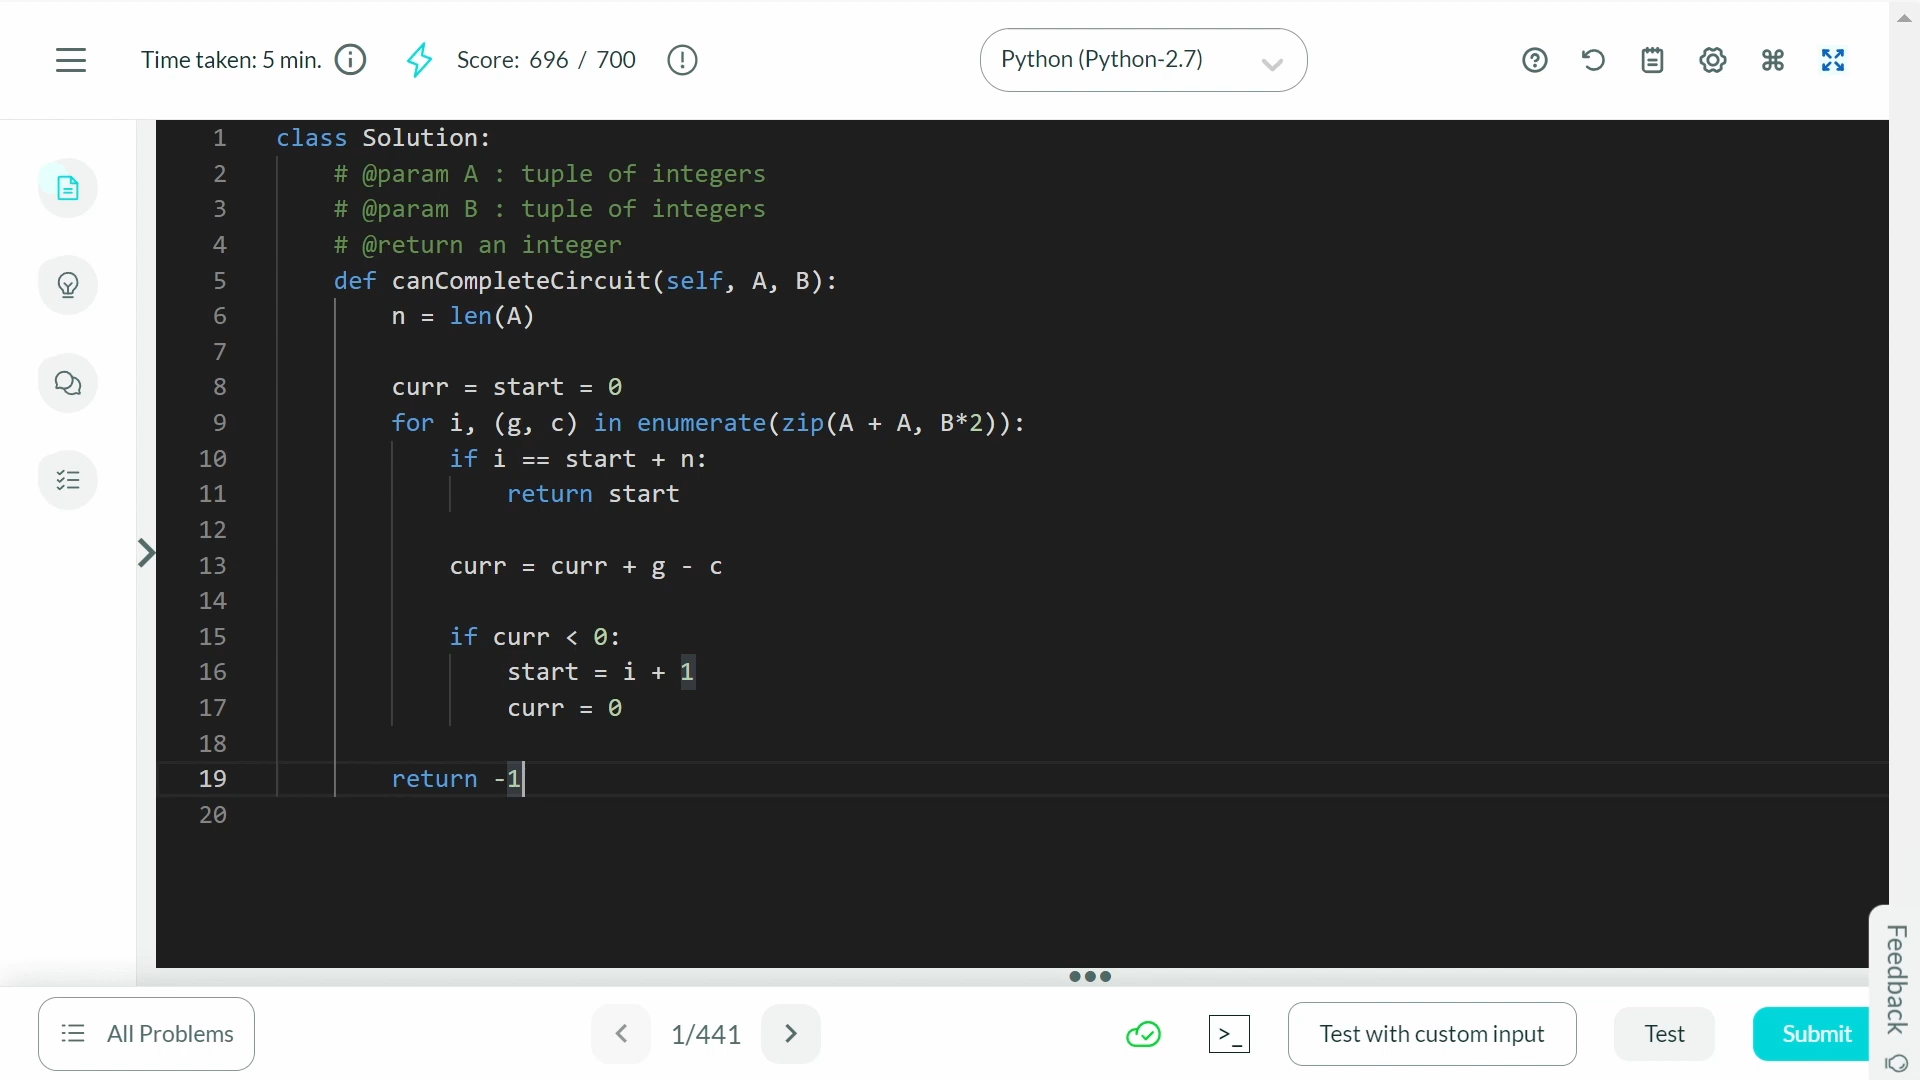 Time taken: 5 min.
Score: 696 / 700
Python (Python-2.7)
1 class Solution:
2 # @param A : tuple of integers
3 # @param B : tuple of integers
4 # @return an integer
5 def canCompleteCircuit(self, A, B):
6 n = len(A)
7
8 curr = start = 0
9 for i, (g, c) in enumerate(zip(A + A, B*2)):
10 if i == start + n:
11 return start
12
13 curr = curr + g - c
14
15 if curr < 0:
16 start = i + 1
17 curr = 0
18
19 return -1
20
Feedback
All Problems
1/441
>_
Test with custom input
Test
Submit